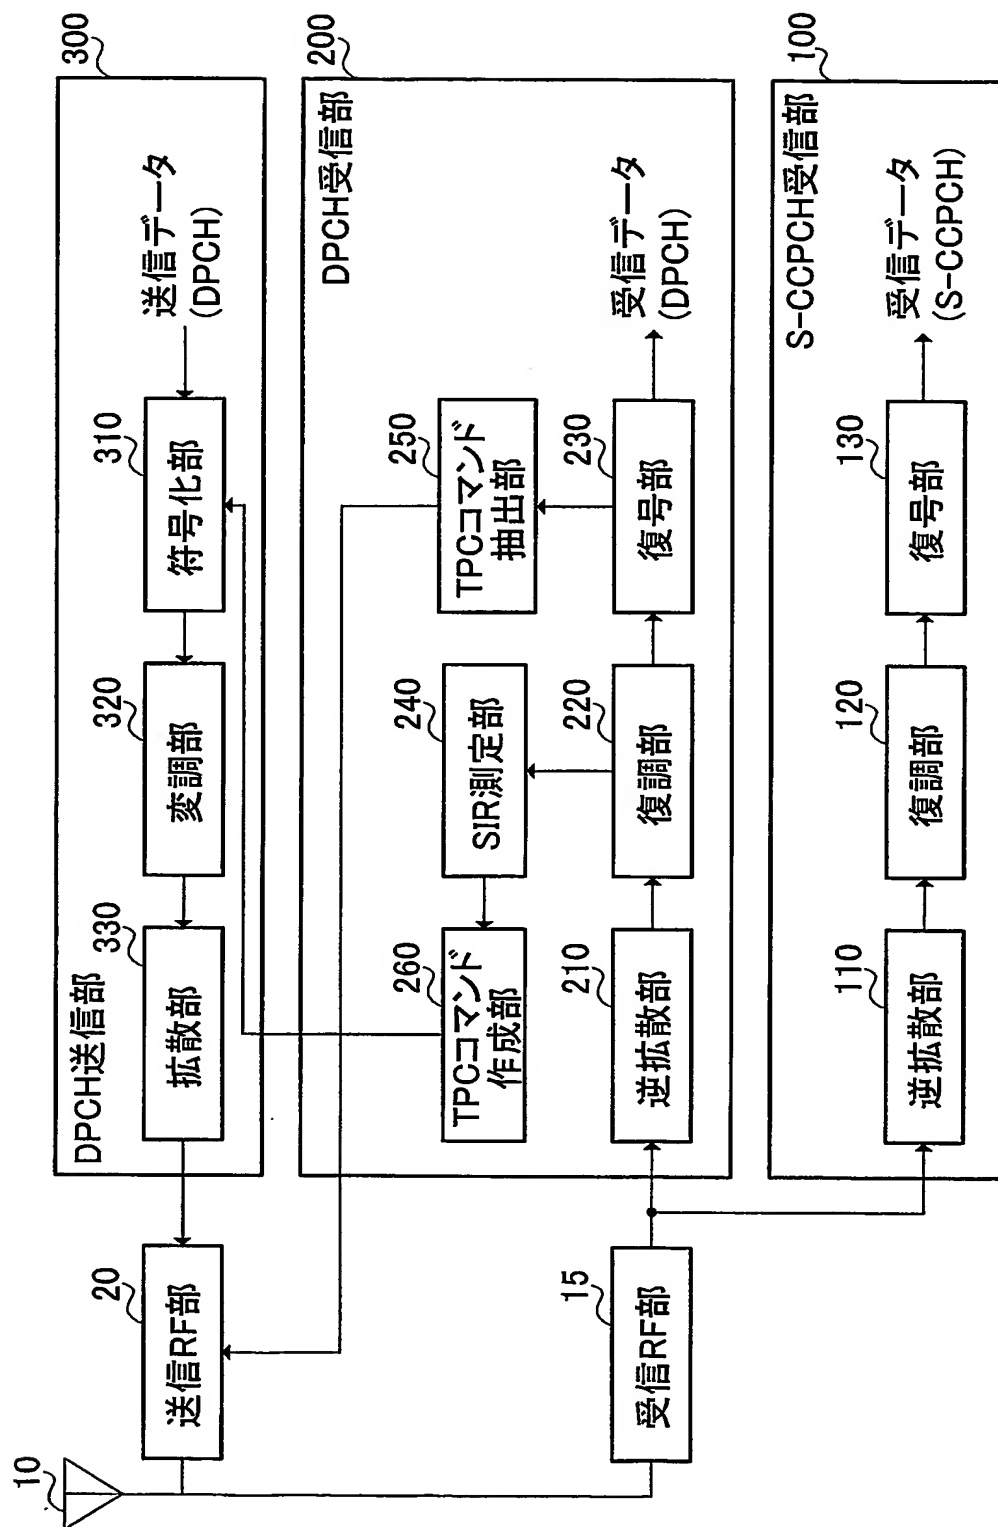 10
20
送信RF部
15
受信RF部
300
DPCH送信部
330
拡散部
320
変調部
310
符号化部
送信データ
(DPCH)
200
DPCH受信部
260
TPCコマンド
作成部
240
SIR測定部
250
TPCコマンド
抽出部
210
逆拡散部
220
復調部
230
復号部
受信データ
(DPCH)
100
S-CCPCH受信部
110
逆拡散部
120
復調部
130
復号部
受信データ
(S-CCPCH)